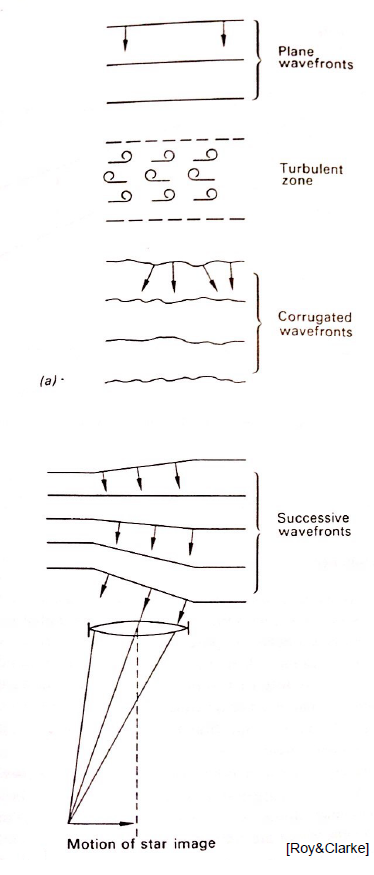 Plane
wavefronts
Turbulent
zone
Corrugated
wavefronts
(a) -
Successive
wavefronts
Motion of star image
[Roy&Clarke]